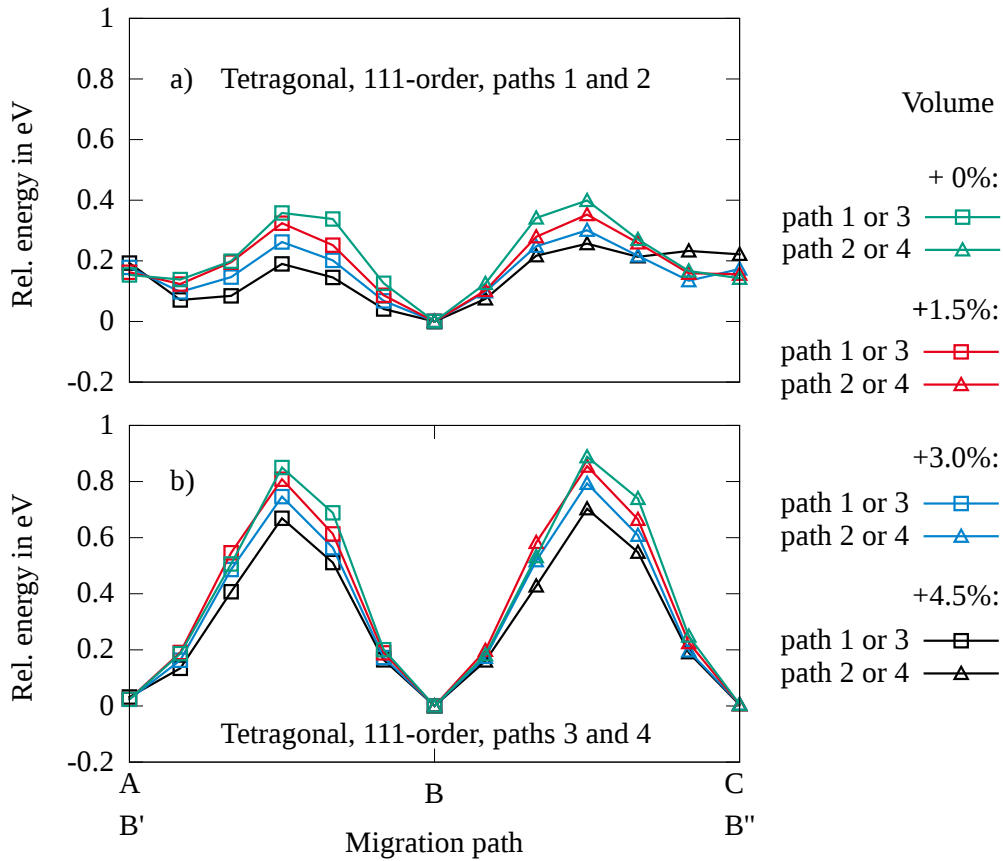 1
0.8
0.6
0.4
0.2
0
-0.2
Rel. energy in eV
a) Tetragonal, 111-order, paths 1 and 2
1
0.8
0.6
0.4
0.2
0
-0.2
Rel. energy in eV
b)
Tetragonal, 111-order, paths 3 and 4
A
B
C
B'
B"
Migration path
Volume
+ 0%:
path 1 or 3
path 2 or 4
+1.5%:
path 1 or 3
path 2 or 4
+3.0%:
path 1 or 3
path 2 or 4
+4.5%:
path 1 or 3
path 2 or 4